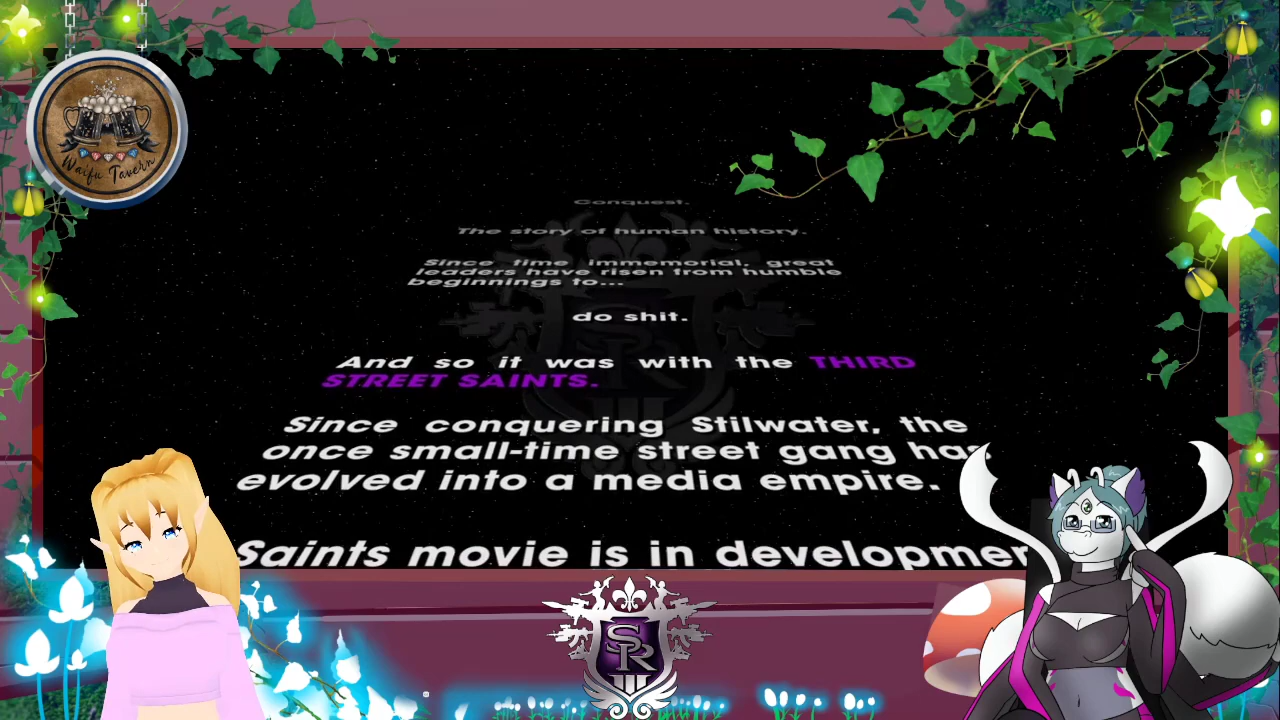 Waifu Tavern
Conquest.
The story of human history.
Since time immemorial, great
leaders have risen from humble
beginnings to...
do shit.
And so it was with the THIRD
STREET SAINTS.
Since conquering Stilwater, the
once small-time street gang has
evolved into a media empire.
Saints movie is in developmen
SR